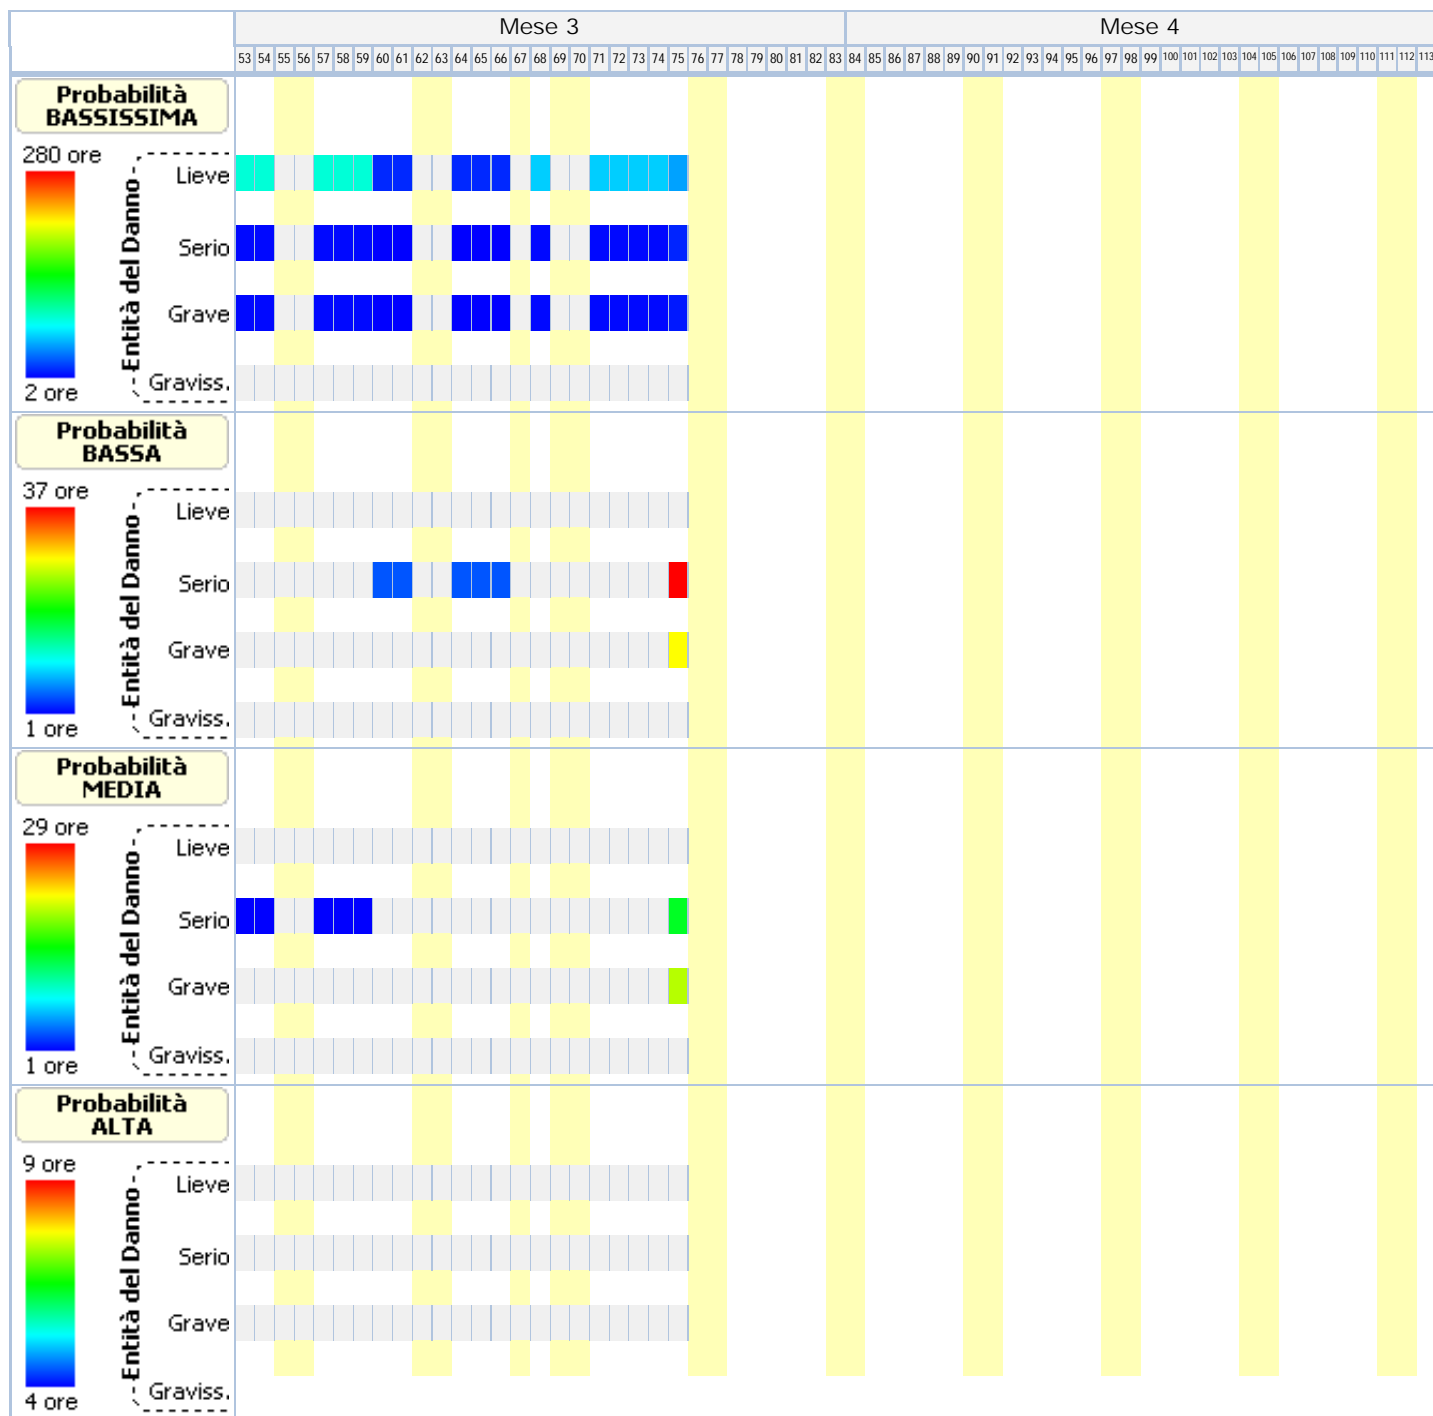 Mese 3 Mese 4
53 54 55 56 57 58 59 60 61 62 63 64 65 66 67 68 69 70 71 72 73 74 75 76 77 78 79 80 81 82 83 84 85 86 87 88 89 90 91 92 93 94 95 96 97 98 99 100 101 102 103 104 105 106 107 108 109 110 111 112 113
Probabilità
BASSISSIMA
280 ore
Entità del Danno
Lieve
Serio
Grave
Graviss.
2 ore
Probabilità
BASSA
37 ore
Entità del Danno
Lieve
Serio
Grave
Graviss.
1 ore
Probabilità
MEDIA
29 ore
Entità del Danno
Lieve
Serio
Grave
Graviss.
1 ore
Probabilità
ALTA
9 ore
Entità del Danno
Lieve
Serio
Grave
Graviss.
4 ore